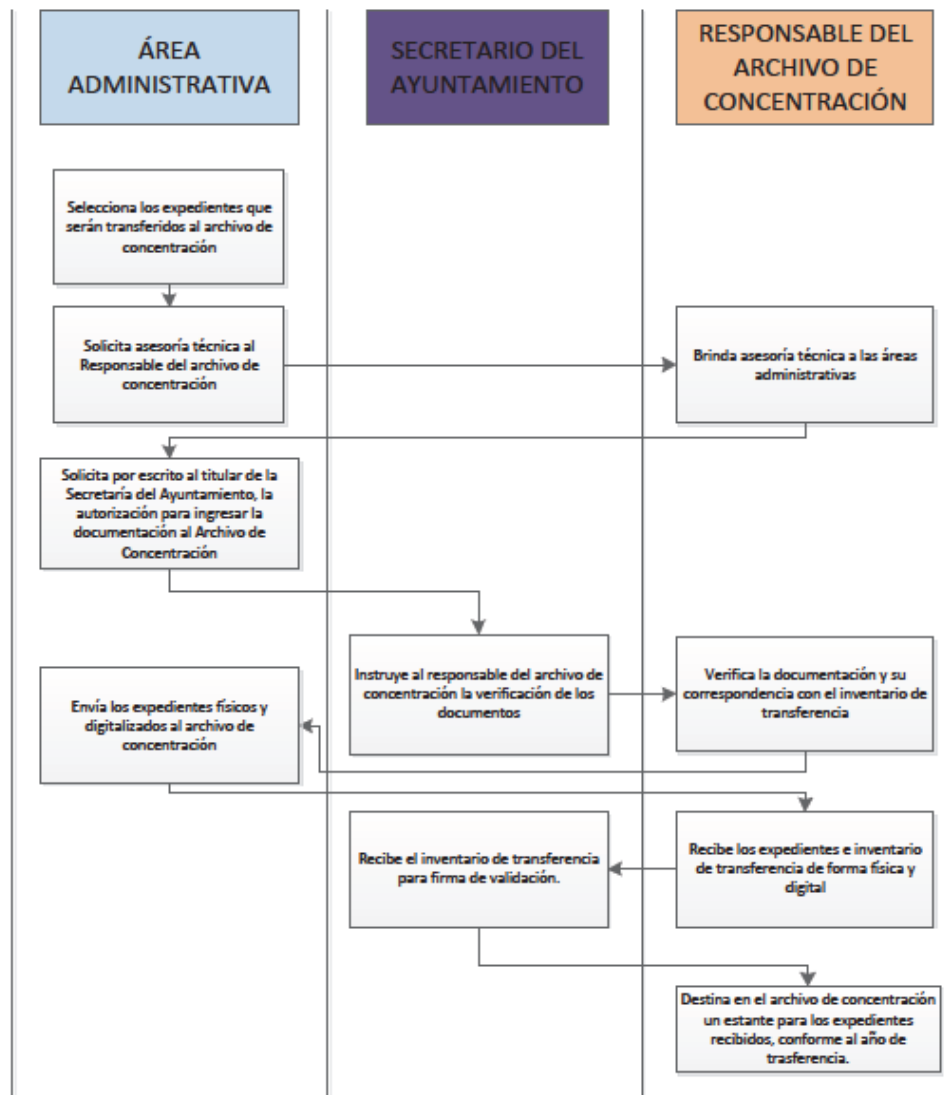 ÁREA
ADMINISTRATIVA
SECRETARIO DEL
AYUNTAMIENTO
RESPONSABLE DEL
ARCHIVO DE
CONCENTRACIÓN
Selecciona los expedientes que
serán transferidos al archivo de
concentración
Solicita asesoría técnica al
Responsable del archivo de
concentración
Brinda asesoría técnica a las áreas
administrativas
Solicita por escrito al titular de la
Secretaría del Ayuntamiento, la
autorización para ingresar la
documentación al Archivo de
Concentración
Instruye al responsable del archivo de
concentración la verificación de los
documentos
Verifica la documentación y su
correspondencia con el inventario de
transferencia
Envía los expedientes físicos y
digitalizados al archivo de
concentración
Recibe los expedientes e inventario
de transferencia de forma física y
digital
Recibe el inventario de transferencia
para firma de validación.
Destina en el archivo de concentración
un estante para los expedientes
recibidos, conforme al año de
trasferencia.